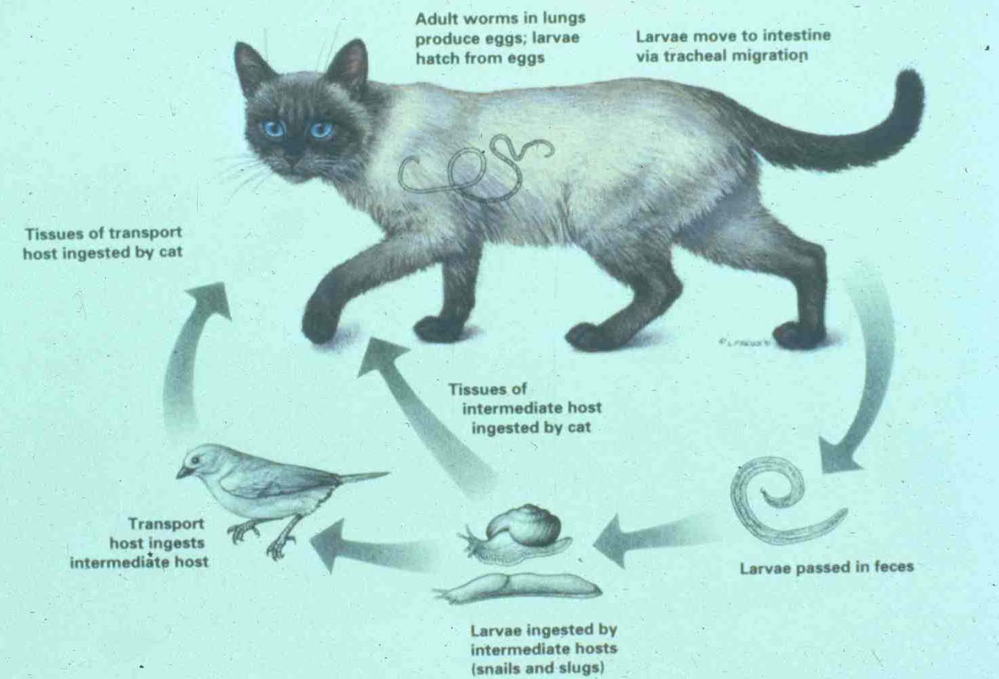 Adult worms in lungs
produce eggs; larvae
hatch from eggs
Larvae move to intestine
via tracheal migration
Tissues of transport
host ingested by cat
Tissues of
intermediate host
ingested by cat
Transport
host ingests
intermediate host
Larvae passed in feces
Larvae ingested by
intermediate hosts
(snails and slugs)